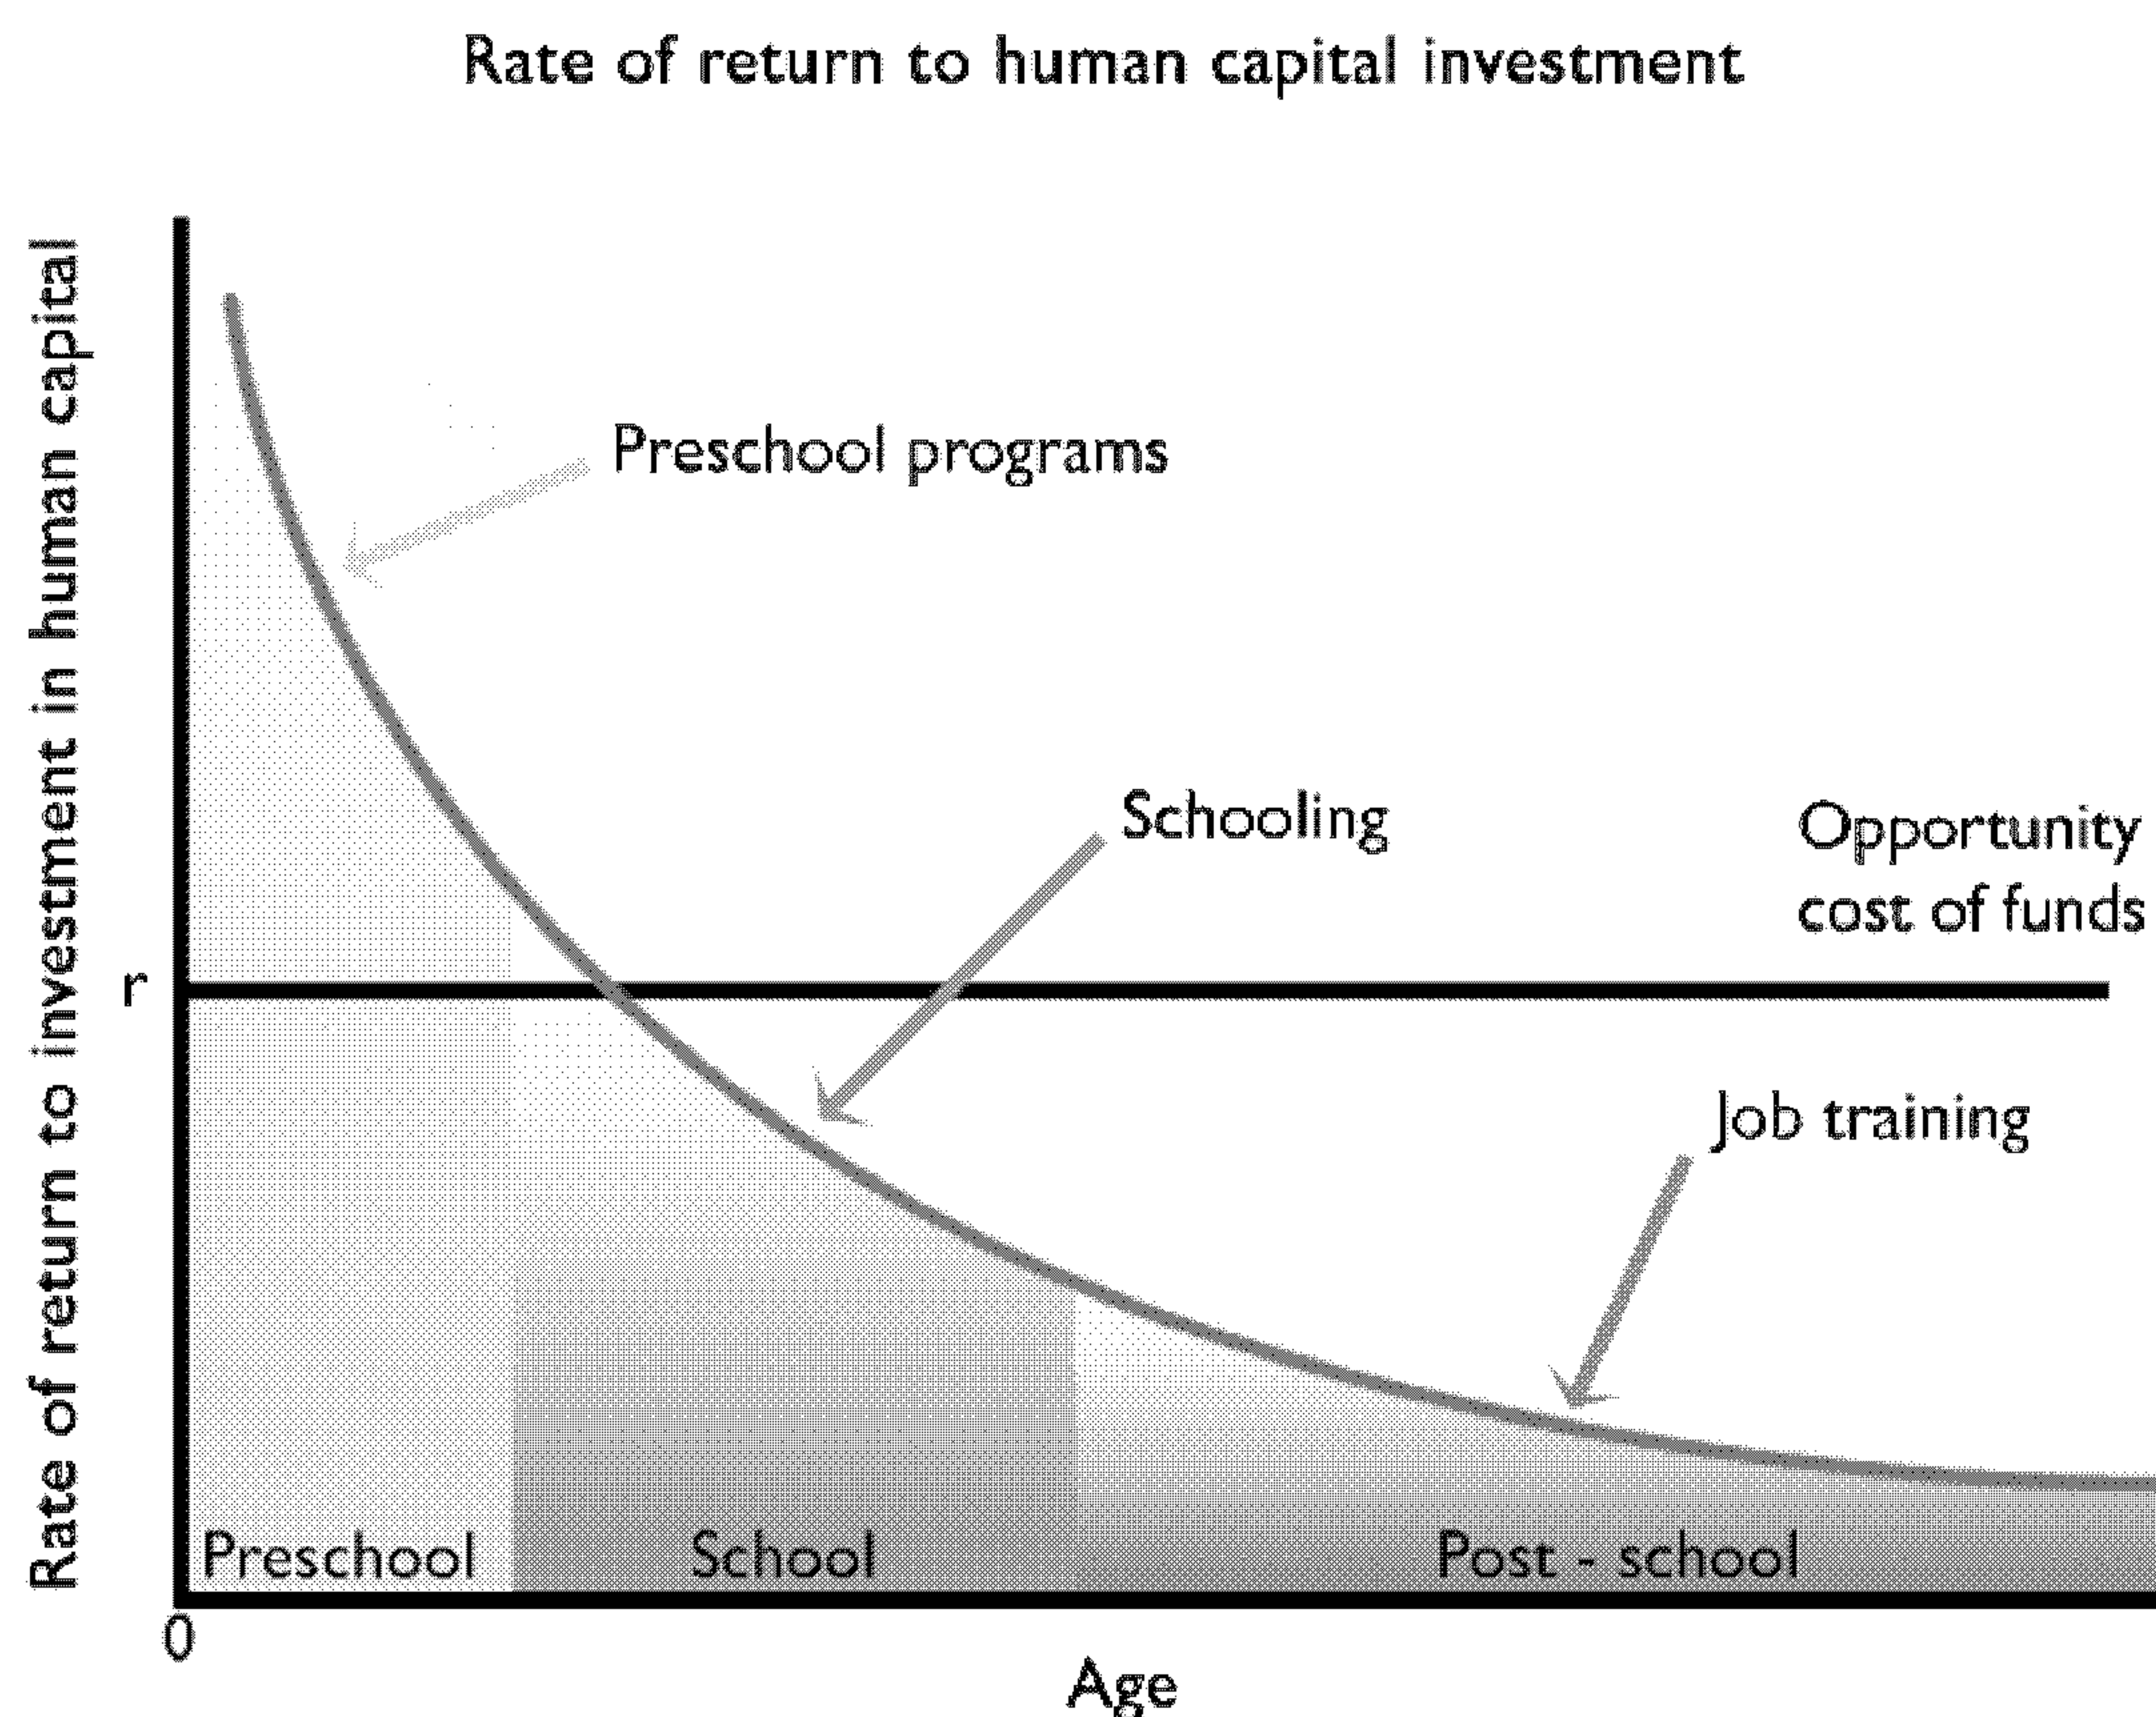 Rate of return to human capital investment
Rate of return to investment in human capital
Preschool programs
Schooling
Opportunity
cost of funds
r
Job training
Preschool
School
Post - school
0
Age